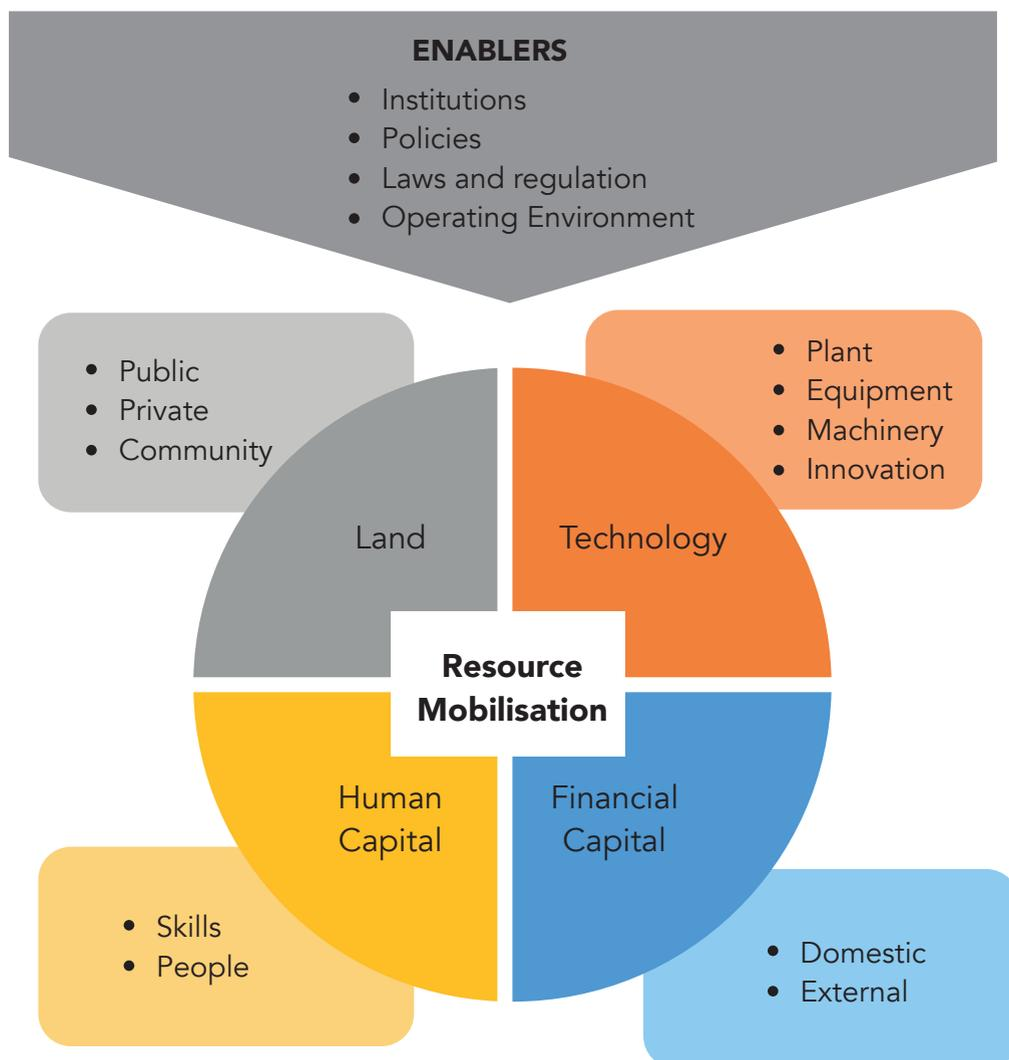 ENABLERS
• Institutions
• Policies
• Laws and regulation
• Operating Environment
• Public
• Private
• Community
• Plant
• Equipment
• Machinery
• Innovation
Land
Technology
Resource
Mobilisation
Human
Capital
Financial
Capital
• Skills
• People
• Domestic
• External